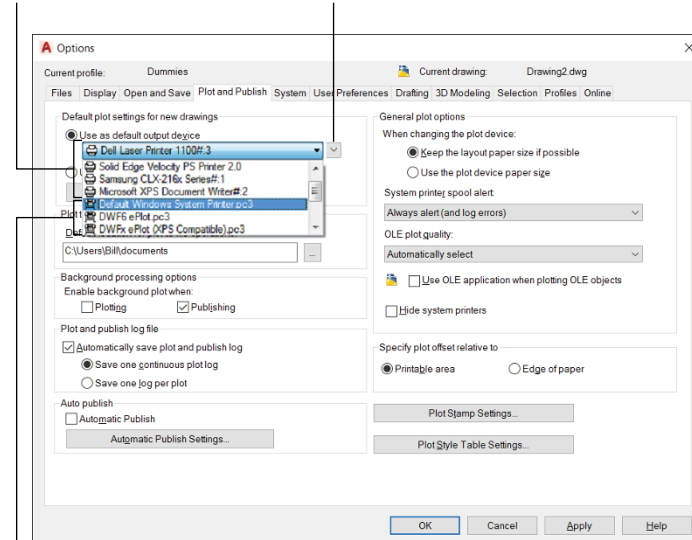 A Options
Current profile: Dummies Current drawing: Drawing2.dwg
Files Display Open and Save Plot and Publish System User Preferences Drafting 3D Modeling Selection Profiles Online
Default plot settings for new drawings
Use as default output device
Dell Laser Printer 1100#:3
Solid Edge Velocity PS Printer 2.0
Samsung CLX-216x Series#:1
Microsoft XPS Document Writer#:2
Default Windows System Printer.pc3
DWF6 ePlot.pc3
DWFx ePlot (XPS Compatible).pc3
C:\Users\Bill\documents
...
Background processing options
Enable background plot when:
Plotting Publishing
Plot and publish log file
Automatically save plot and publish log
Save one continuous plot log
Save one log per plot
Auto publish
Automatic Publish
Automatic Publish Settings...
General plot options
When changing the plot device:
Keep the layout paper size if possible
Use the plot device paper size
System printer spool alert:
Always alert (and log errors)
OLE plot quality:
Automatically select
Use OLE application when plotting OLE objects
Hide system printers
Specify plot offset relative to
Printable area Edge of paper
Plot Stamp Settings...
Plot Style Table Settings...
OK Cancel Apply Help